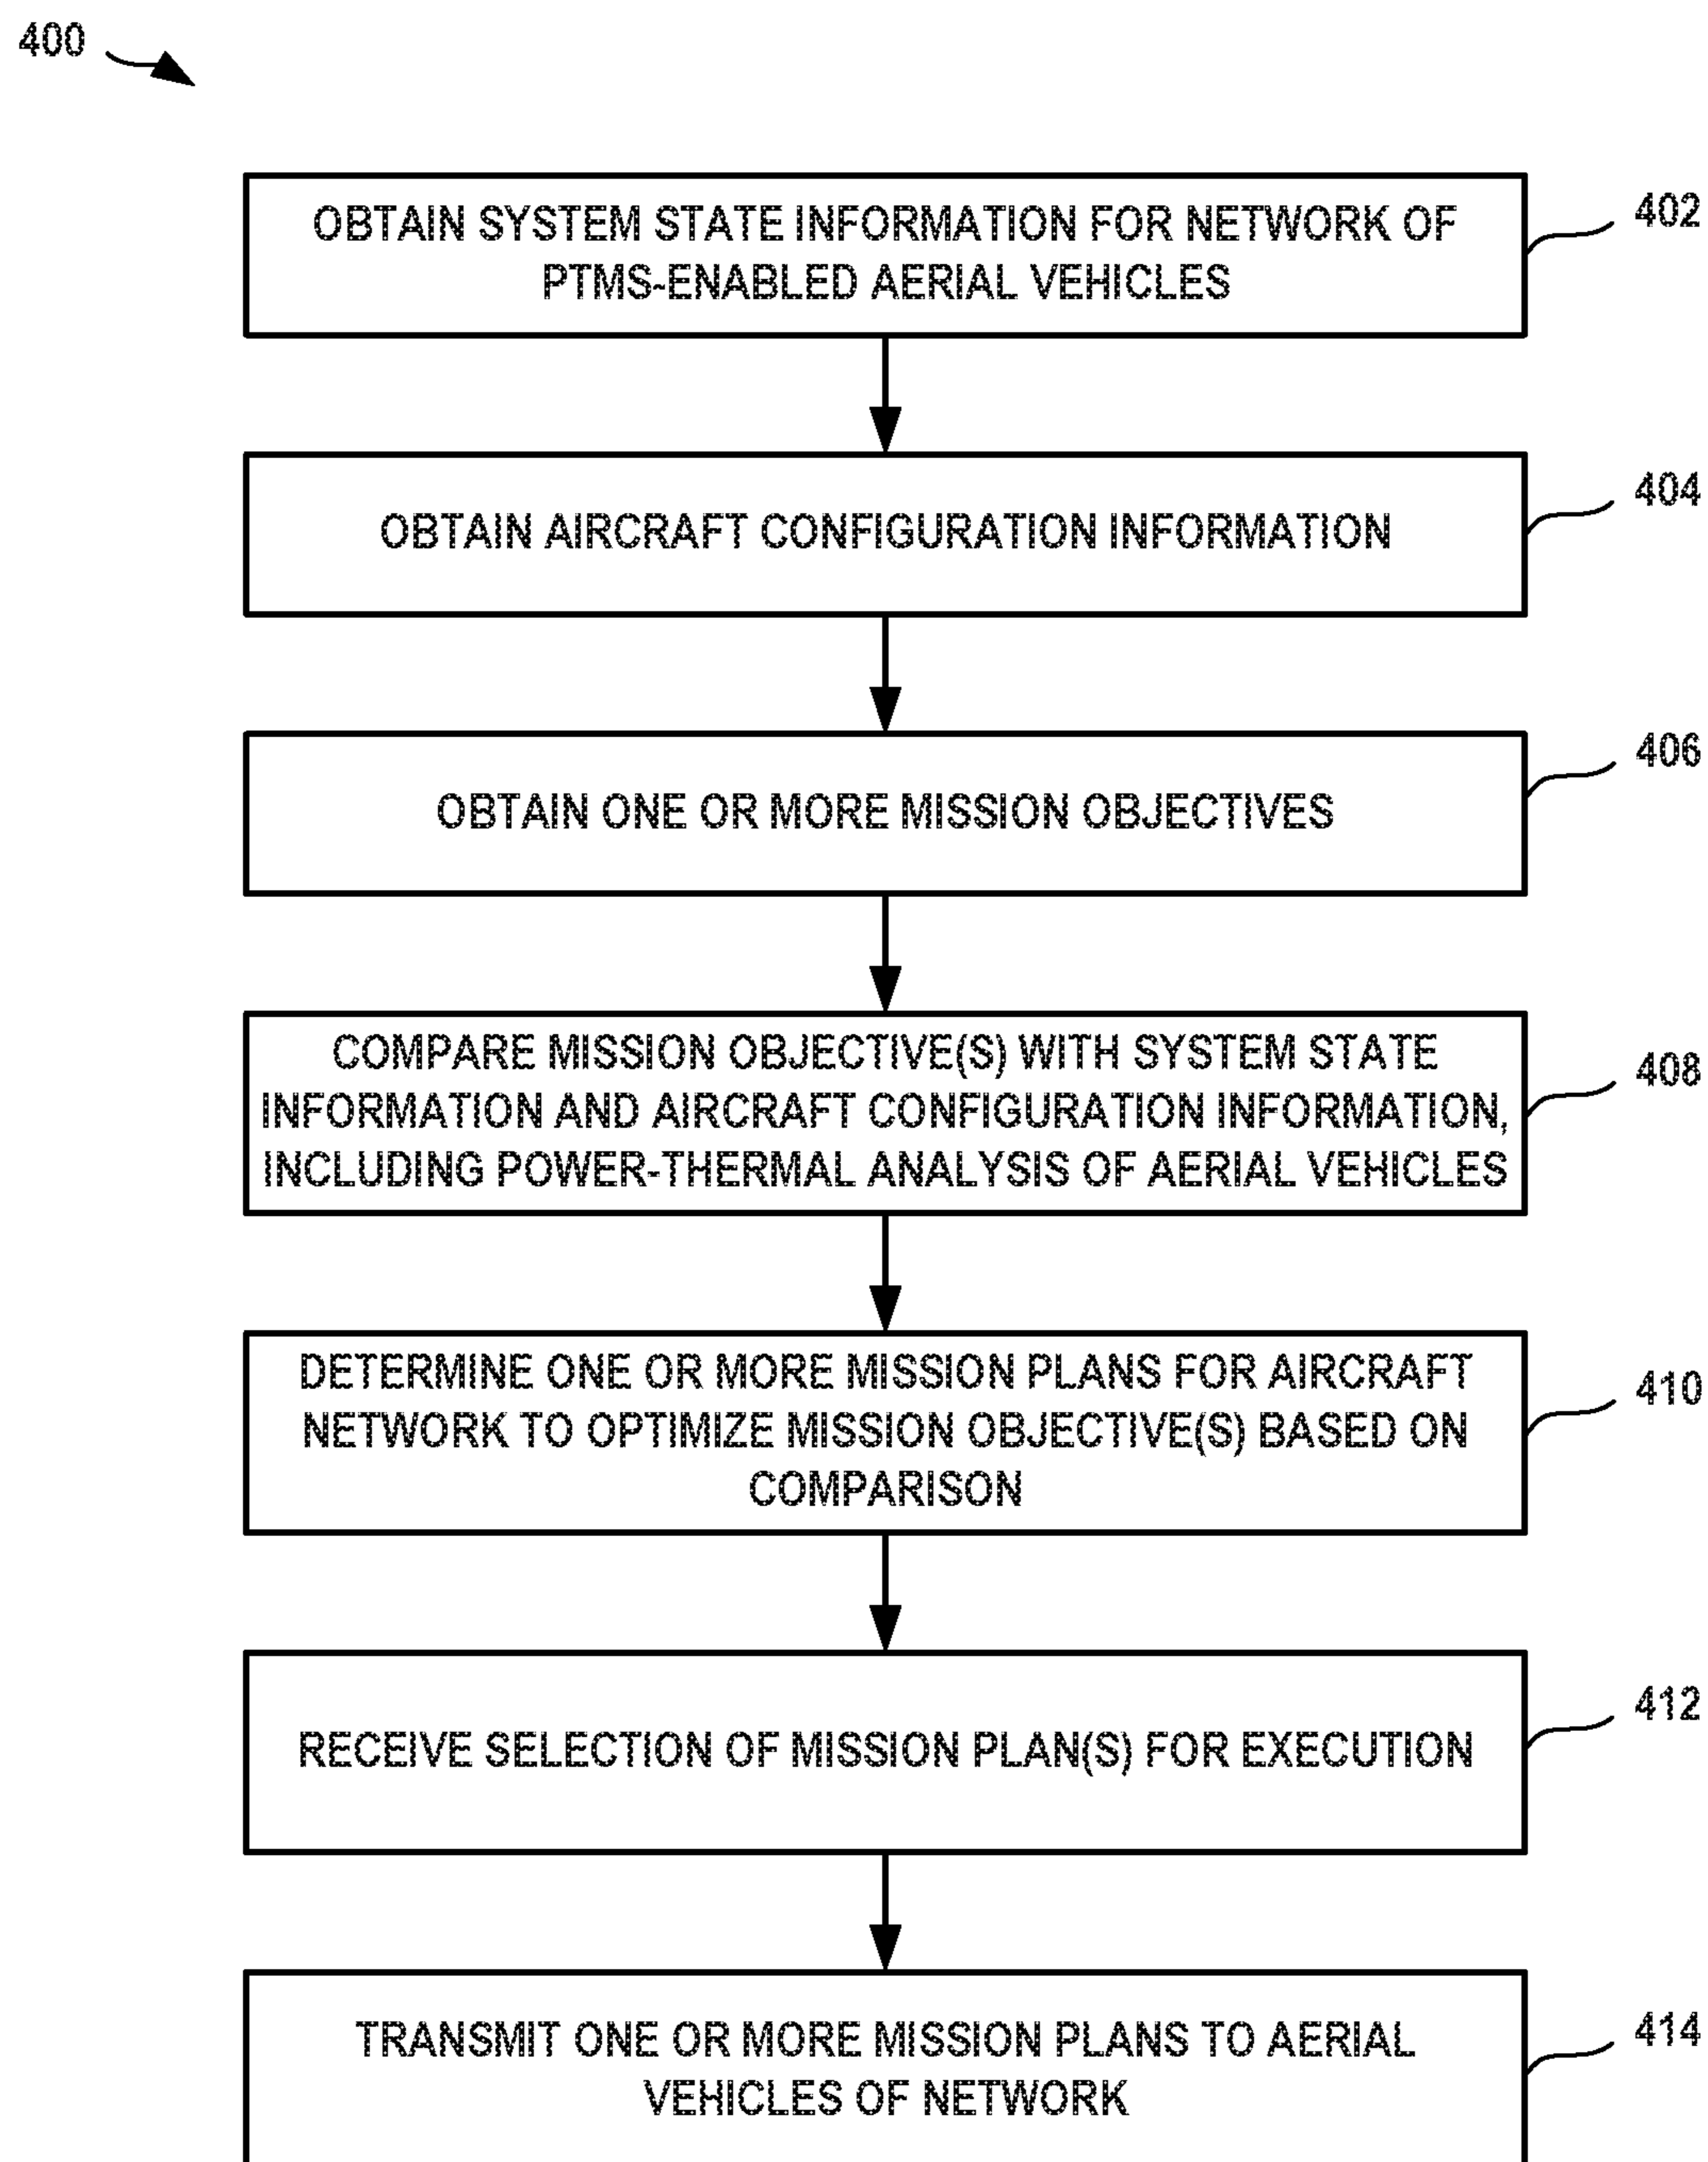 400
OBTAIN SYSTEM STATE INFORMATION FOR NETWORK OF
PTMS-ENABLED AERIAL VEHICLES
402
OBTAIN AIRCRAFT CONFIGURATION INFORMATION
404
OBTAIN ONE OR MORE MISSION OBJECTIVES
406
COMPARE MISSION OBJECTIVE(S) WITH SYSTEM STATE
INFORMATION AND AIRCRAFT CONFIGURATION INFORMATION,
INCLUDING POWER-THERMAL ANALYSIS OF AERIAL VEHICLES
408
DETERMINE ONE OR MORE MISSION PLANS FOR AIRCRAFT
NETWORK TO OPTIMIZE MISSION OBJECTIVE(S) BASED ON
COMPARISON
410
RECEIVE SELECTION OF MISSION PLAN(S) FOR EXECUTION
412
TRANSMIT ONE OR MORE MISSION PLANS TO AERIAL
VEHICLES OF NETWORK
414